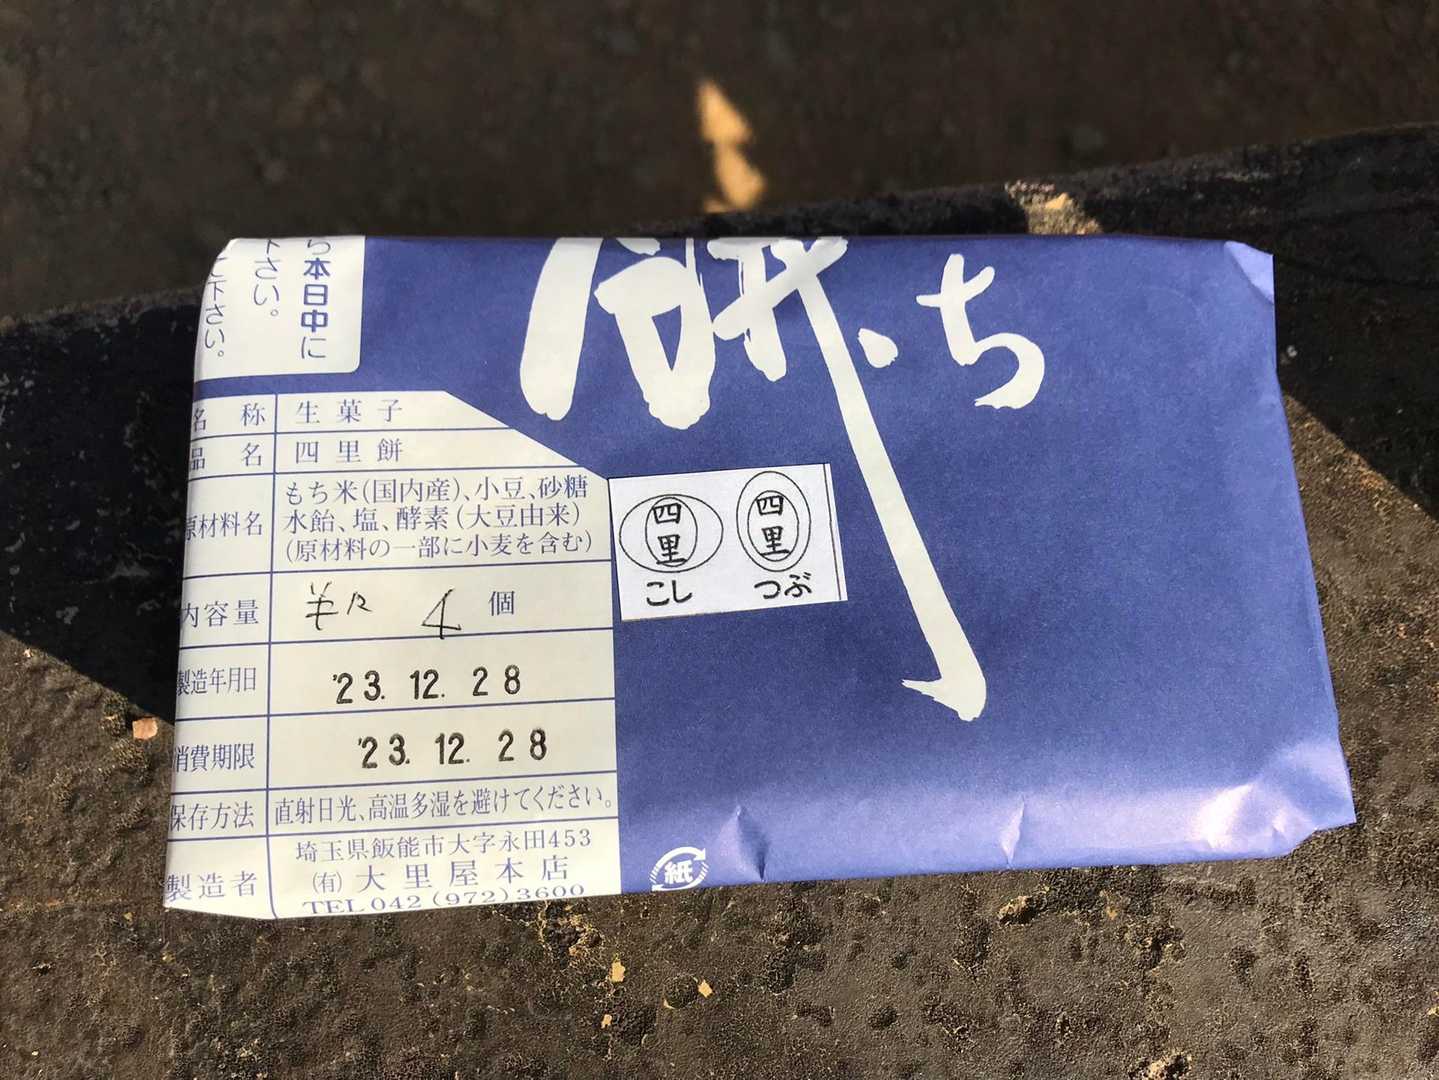 ら本日中に
下さい。
ご下さい。
餅
ち
名称 生菓子
品名 四里餅
原材料名 もち米(国内産)、小豆、砂糖
水飴、塩、酵素(大豆由来)
(原材料の一部に小麦を含む)
内容量 4個
製造年月日 '23.12.28
消費期限 '23.12.28
保存方法 直射日光、高温多湿を避けてください。
製造者 埼玉県飯能市大字永田453
(有)大里屋本店
TEL042(972)3600
四里
こし
四里
つぶ
紙